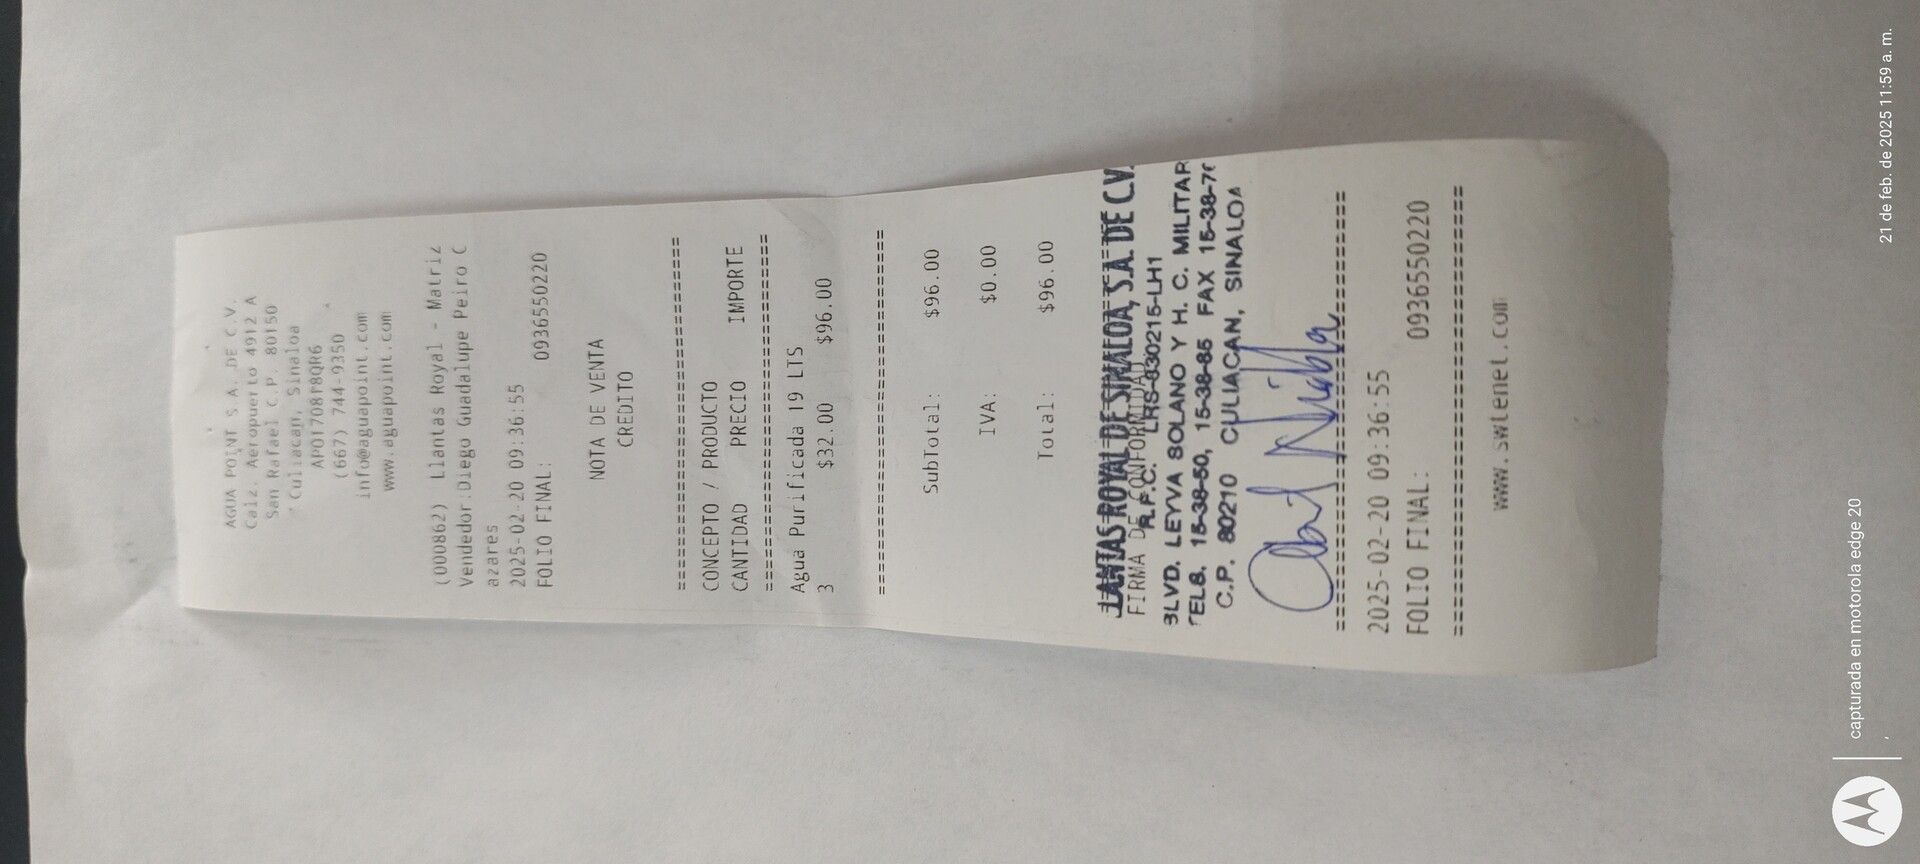 AGUA POINT S.A. DE C.V.
Calz. Aeropuerto 4912 A
San Rafael C.P. 80150
Culiacan, Sinaloa
APO170818QR6
(667) 744-9350
info@aguapoint.com
www.aguapoint.com
(000862) Llantas Royal - Matriz
Vendedor:Diego Guadalupe Peiro C
azares
2025-02-20 09:36:55
FOLIO FINAL: 0936550220
NOTA DE VENTA
CREDITO
================================
CONCEPTO / PRODUCTO
CANTIDAD PRECIO IMPORTE
================================
Agua Purificada 19 LTS
3 $32.00 $96.00
================================
SubTotal: $96.00
IVA: $0.00
Total: $96.00
LLANTAS ROYAL DE SINALOA, S.A. DE C.V.
FIRMA DE CONFORMIDAD
R.F.C. LRS-830215-LH1
BLVD. LEYVA SOLANO Y H. C. MILITAR
TELS. 15-38-50, 15-38-85 FAX 15-38-76
C.P. 80210 CULIACAN, SINALOA
================================
2025-02-20 09:36:55
FOLIO FINAL: 0936550220
================================
www.swtenet.com
capturada en motorola edge 20
21 de feb. de 2025 11:59 a. m.